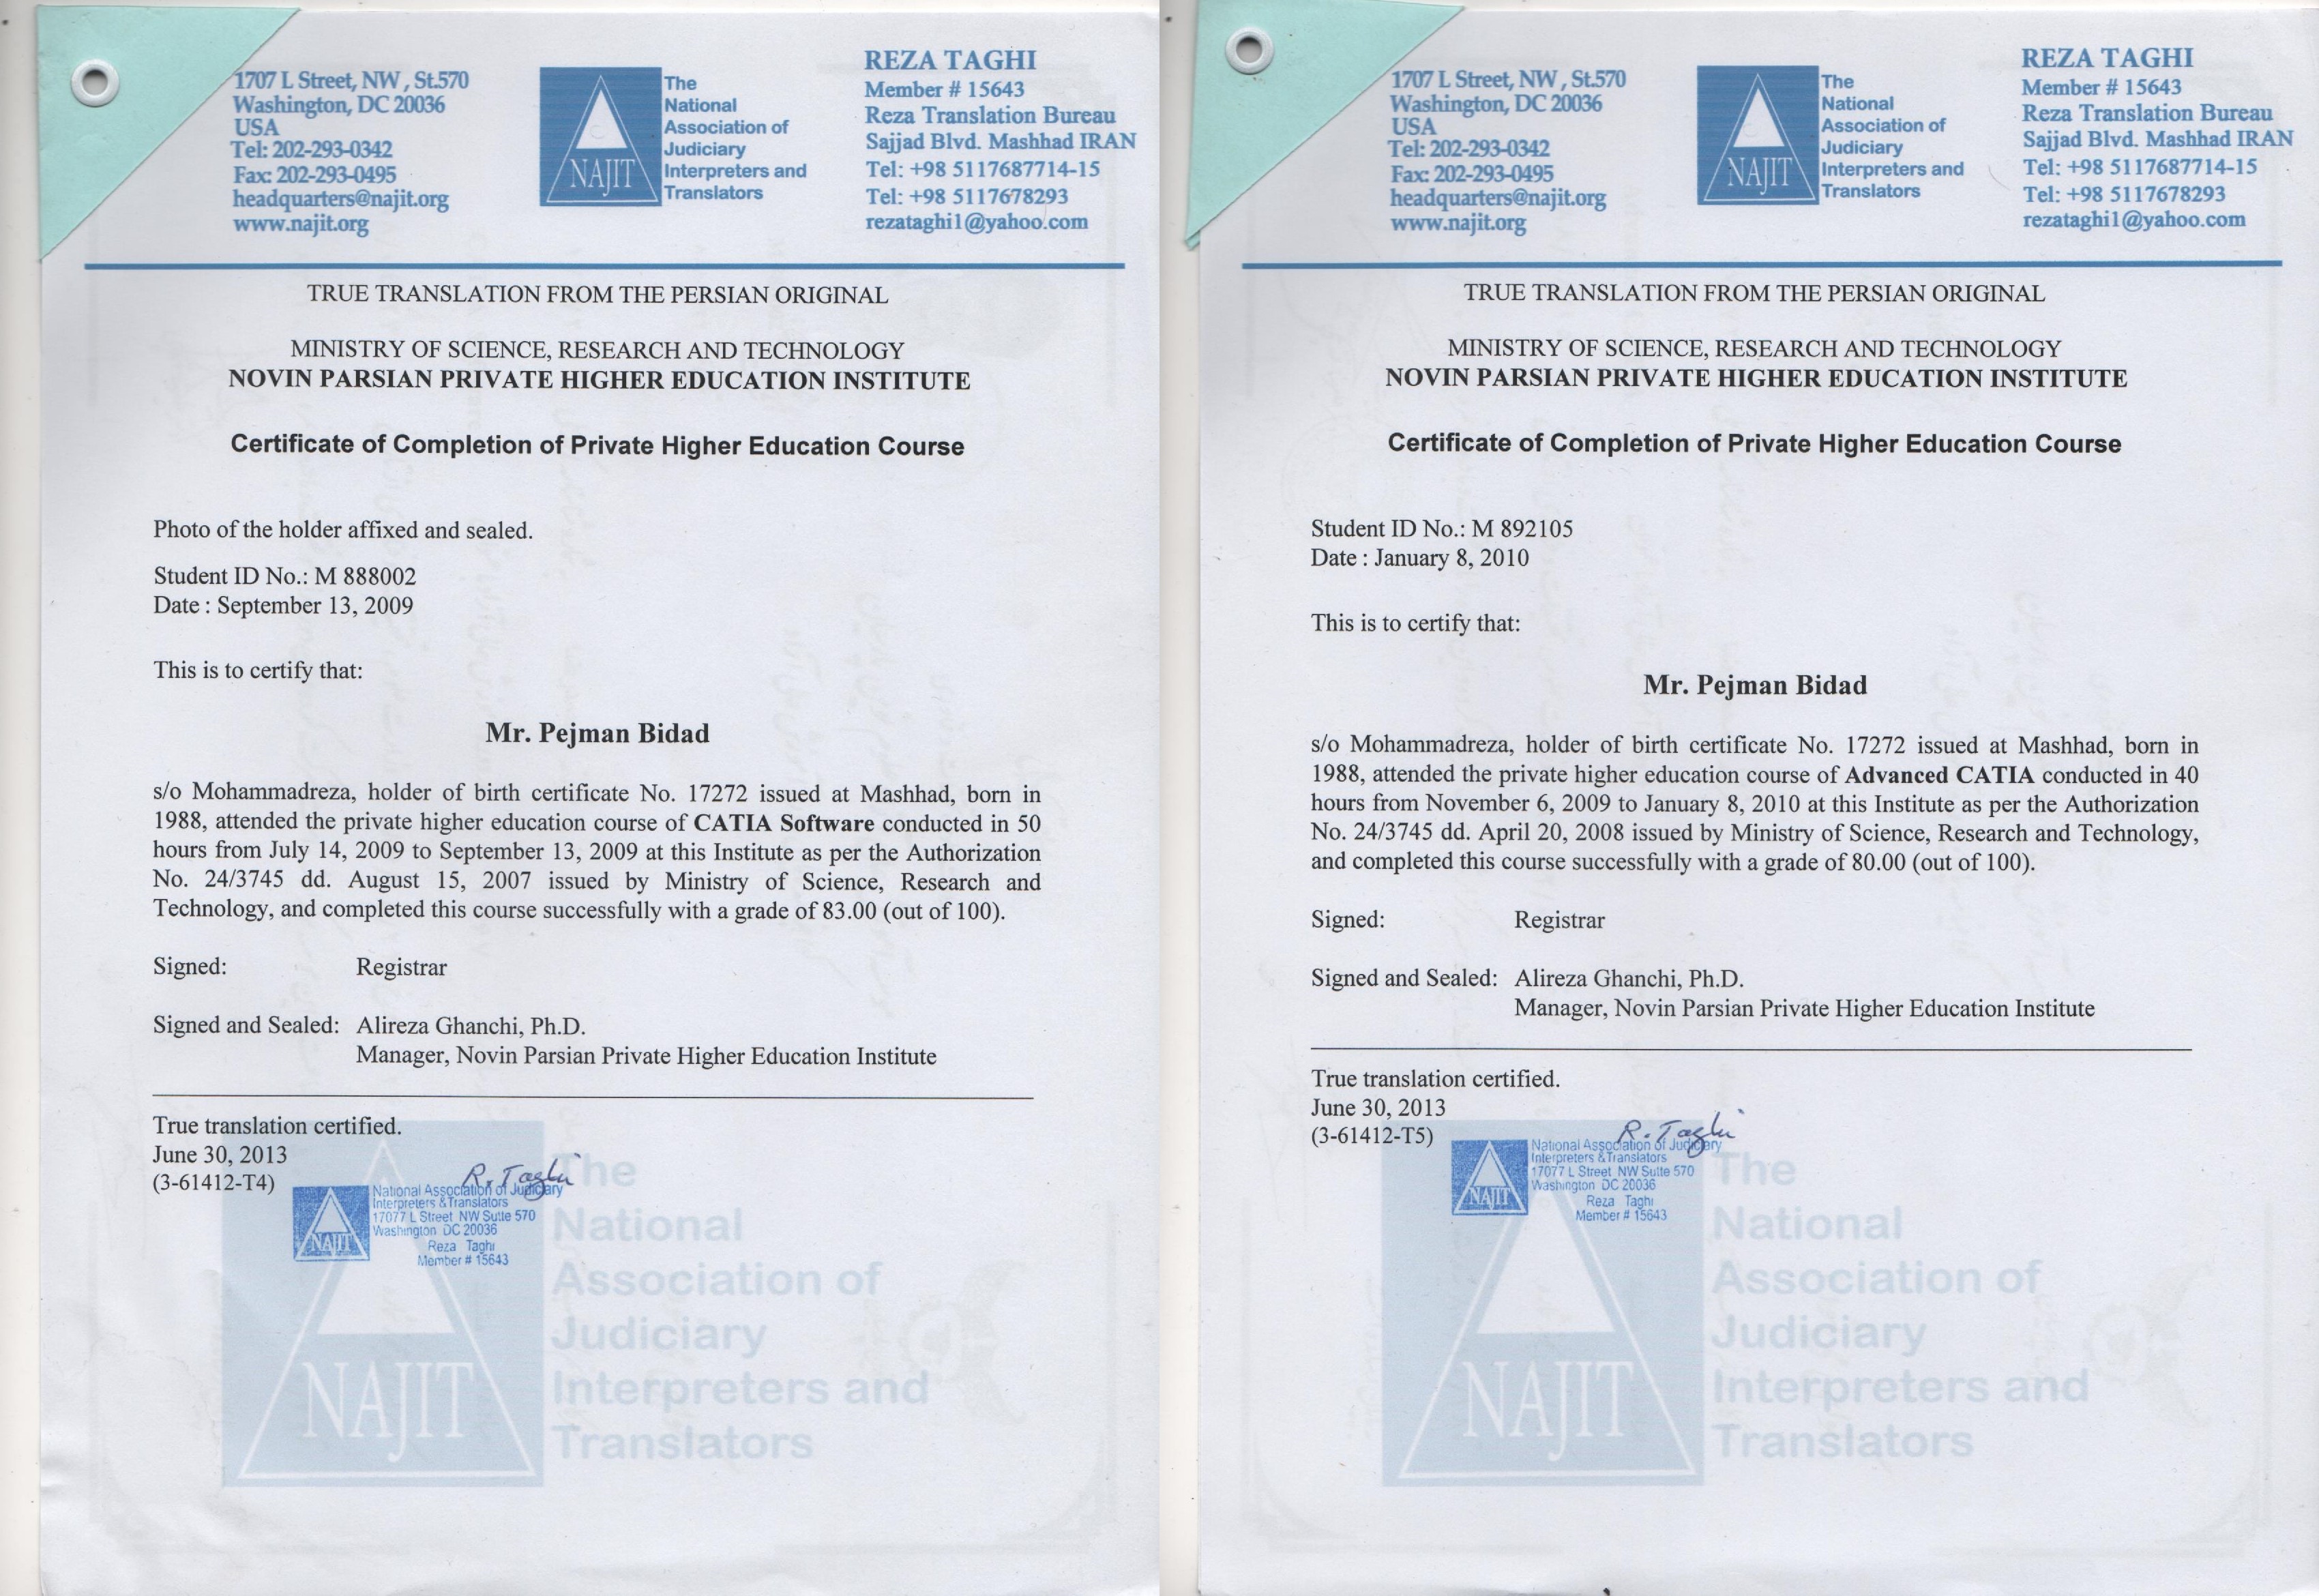 1707 L Street, NW , St.570
Washington, DC 20036
USA
Tel: 202-293-0342
Fax: 202-293-0495
headquarters@najit.org
www.najit.org
NAJIT
The
National
Association of
Judiciary
Interpreters and
Translators
REZA TAGHI
Member # 15643
Reza Translation Bureau
Sajjad Blvd. Mashhad IRAN
Tel: +98 5117687714-15
Tel: +98 5117678293
rezataghi1@yahoo.com
TRUE TRANSLATION FROM THE PERSIAN ORIGINAL
MINISTRY OF SCIENCE, RESEARCH AND TECHNOLOGY
NOVIN PARSIAN PRIVATE HIGHER EDUCATION INSTITUTE
Certificate of Completion of Private Higher Education Course
Photo of the holder affixed and sealed.
Student ID No.: M 888002
Date : September 13, 2009
This is to certify that:
Mr. Pejman Bidad
s/o Mohammadreza, holder of birth certificate No. 17272 issued at Mashhad, born in
1988, attended the private higher education course of CATIA Software conducted in 50
hours from July 14, 2009 to September 13, 2009 at this Institute as per the Authorization
No. 24/3745 dd. August 15, 2007 issued by Ministry of Science, Research and
Technology, and completed this course successfully with a grade of 83.00 (out of 100).
Signed: Registrar
Signed and Sealed: Alireza Ghanchi, Ph.D.
Manager, Novin Parsian Private Higher Education Institute
True translation certified.
June 30, 2013
(3-61412-T4)
R. Taghi
NAJIT
National Association of Judiciary
Interpreters & Translators
17077 L Street NW Suite 570
Washington DC 20036
Reza Taghi
Member # 15643
NAJIT
The
National
Association of
Judiciary
Interpreters and
Translators
1707 L Street, NW , St.570
Washington, DC 20036
USA
Tel: 202-293-0342
Fax: 202-293-0495
headquarters@najit.org
www.najit.org
NAJIT
The
National
Association of
Judiciary
Interpreters and
Translators
REZA TAGHI
Member # 15643
Reza Translation Bureau
Sajjad Blvd. Mashhad IRAN
Tel: +98 5117687714-15
Tel: +98 5117678293
rezataghi1@yahoo.com
TRUE TRANSLATION FROM THE PERSIAN ORIGINAL
MINISTRY OF SCIENCE, RESEARCH AND TECHNOLOGY
NOVIN PARSIAN PRIVATE HIGHER EDUCATION INSTITUTE
Certificate of Completion of Private Higher Education Course
Student ID No.: M 892105
Date : January 8, 2010
This is to certify that:
Mr. Pejman Bidad
s/o Mohammadreza, holder of birth certificate No. 17272 issued at Mashhad, born in
1988, attended the private higher education course of Advanced CATIA conducted in 40
hours from November 6, 2009 to January 8, 2010 at this Institute as per the Authorization
No. 24/3745 dd. April 20, 2008 issued by Ministry of Science, Research and Technology,
and completed this course successfully with a grade of 80.00 (out of 100).
Signed: Registrar
Signed and Sealed: Alireza Ghanchi, Ph.D.
Manager, Novin Parsian Private Higher Education Institute
True translation certified.
June 30, 2013
(3-61412-T5)
R. Taghi
NAJIT
National Association of Judiciary
Interpreters & Translators
17077 L Street NW Suite 570
Washington DC 20036
Reza Taghi
Member # 15643
NAJIT
The
National
Association of
Judiciary
Interpreters and
Translators